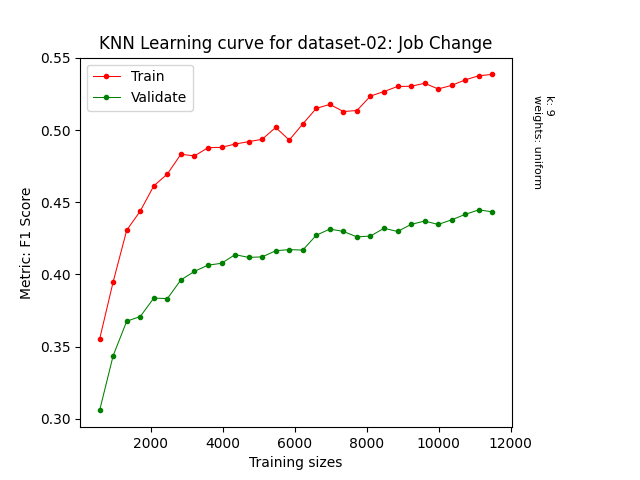 KNN Learning curve for dataset-02: Job Change
Train
Validate
0.55
0.50
0.45
0.40
0.35
0.30
Metric: F1 Score
2000
4000
6000
8000
10000
12000
Training sizes
k: 9
weights: uniform